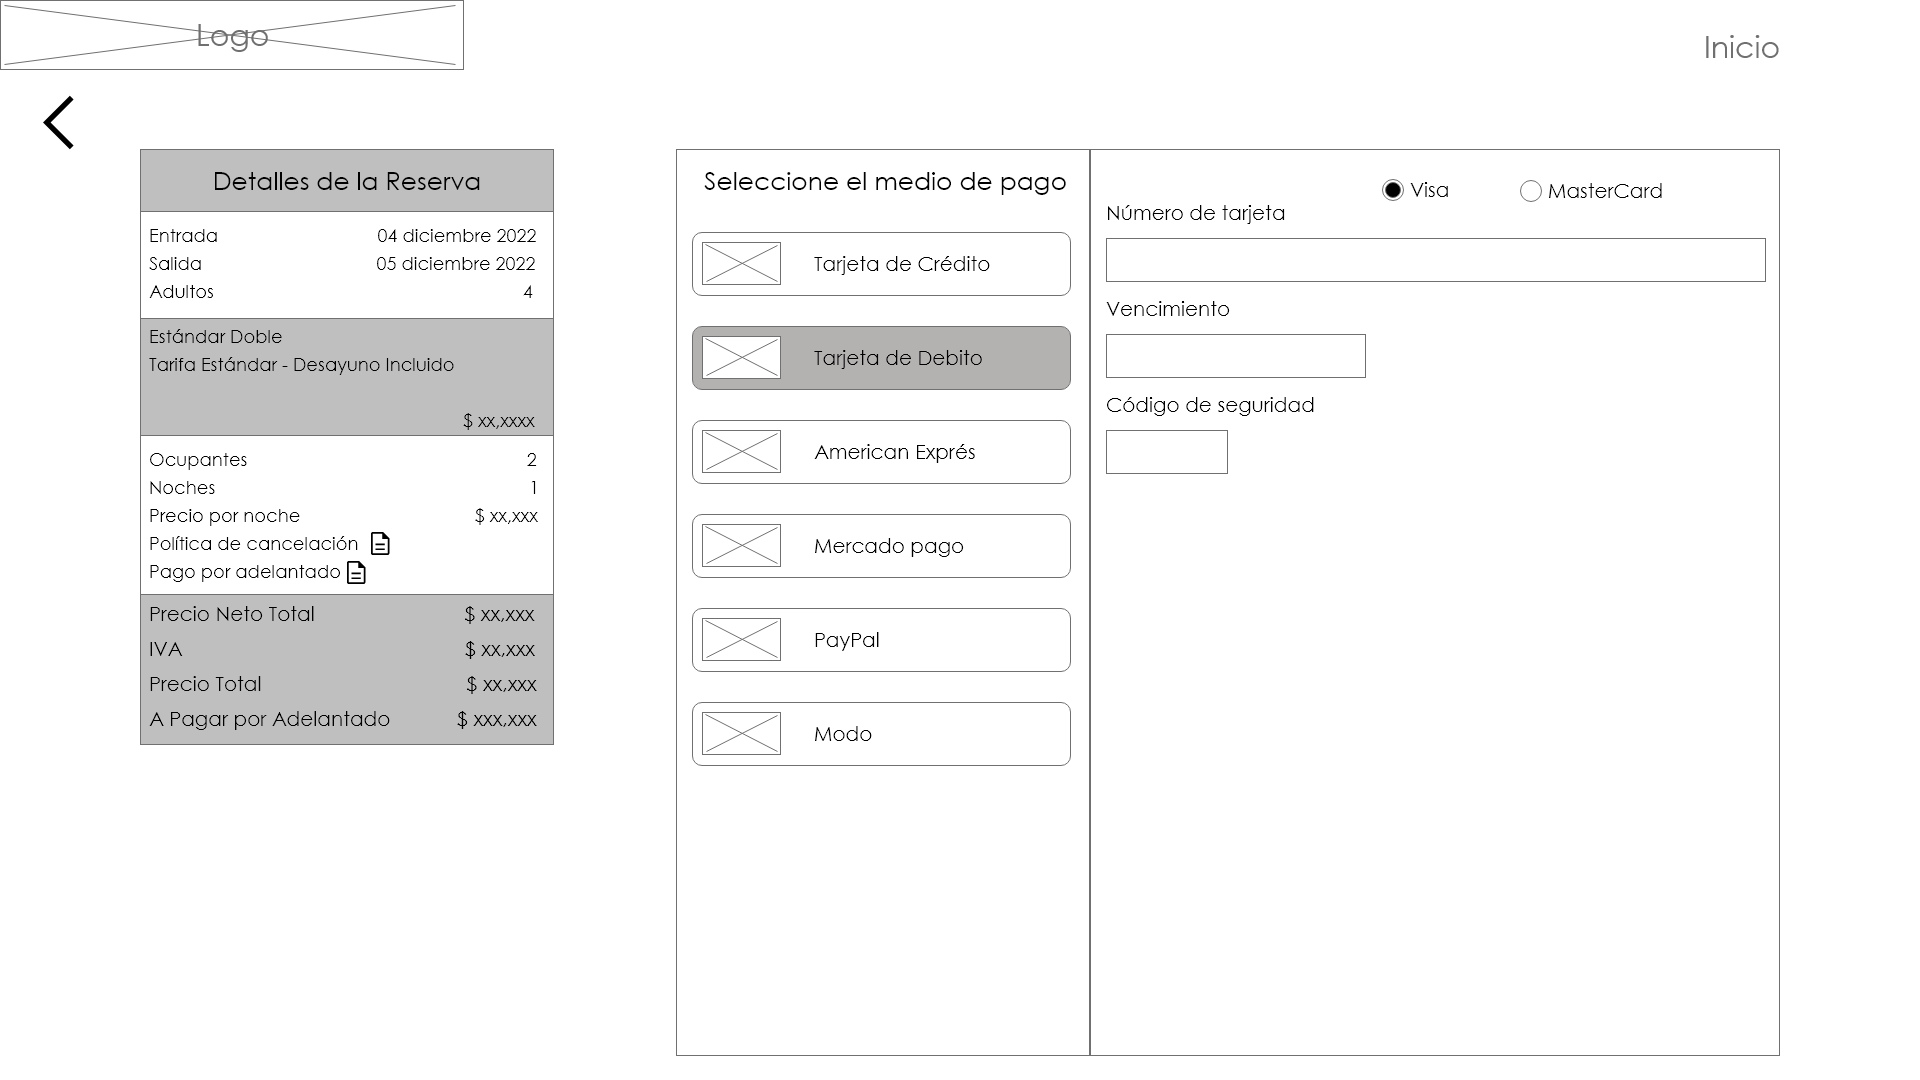 Logo
Inicio
Detalles de la Reserva
Entrada 04 diciembre 2022
Salida 05 diciembre 2022
Adultos 4
Estándar Doble
Tarifa Estándar - Desayuno Incluido
$ xx,xxxx
Ocupantes 2
Noches 1
Precio por noche $ xx,xxx
Política de cancelación
Pago por adelantado
Precio Neto Total $ xx,xxx
IVA $ xx,xxx
Precio Total $ xx,xxx
A Pagar por Adelantado $ xxx,xxx
Seleccione el medio de pago
Tarjeta de Crédito
Tarjeta de Debito
American Exprés
Mercado pago
PayPal
Modo
Visa MasterCard
Número de tarjeta
Vencimiento
Código de seguridad